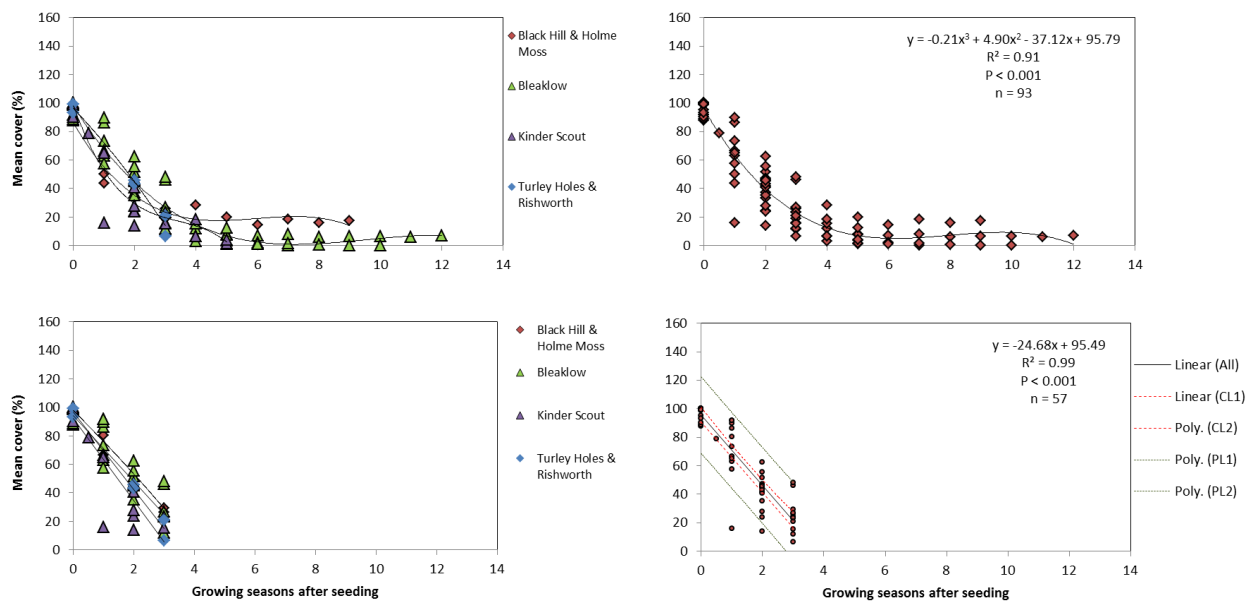 160
140
120
100
80
60
40
20
0
Mean cover (%)
0 2 4 6 8 10 12 14
Black Hill & Holme
Moss
Bleaklow
Kinder Scout
Turley Holes &
Rishworth
160
140
120
100
80
60
40
20
0
y = -0.21x³ + 4.90x² - 37.12x + 95.79
R² = 0.91
P < 0.001
n = 93
0 2 4 6 8 10 12 14
160
140
120
100
80
60
40
20
0
Mean cover (%)
0 2 4 6 8 10 12 14
Growing seasons after seeding
Black Hill &
Holme Moss
Bleaklow
Kinder Scout
Turley Holes &
Rishworth
160
140
120
100
80
60
40
20
0
y = -24.68x + 95.49
R² = 0.99
P < 0.001
n = 57
0 2 4 6 8 10 12 14
Growing seasons after seeding
Linear (All)
Linear (CL1)
Poly. (CL2)
Poly. (PL1)
Poly. (PL2)